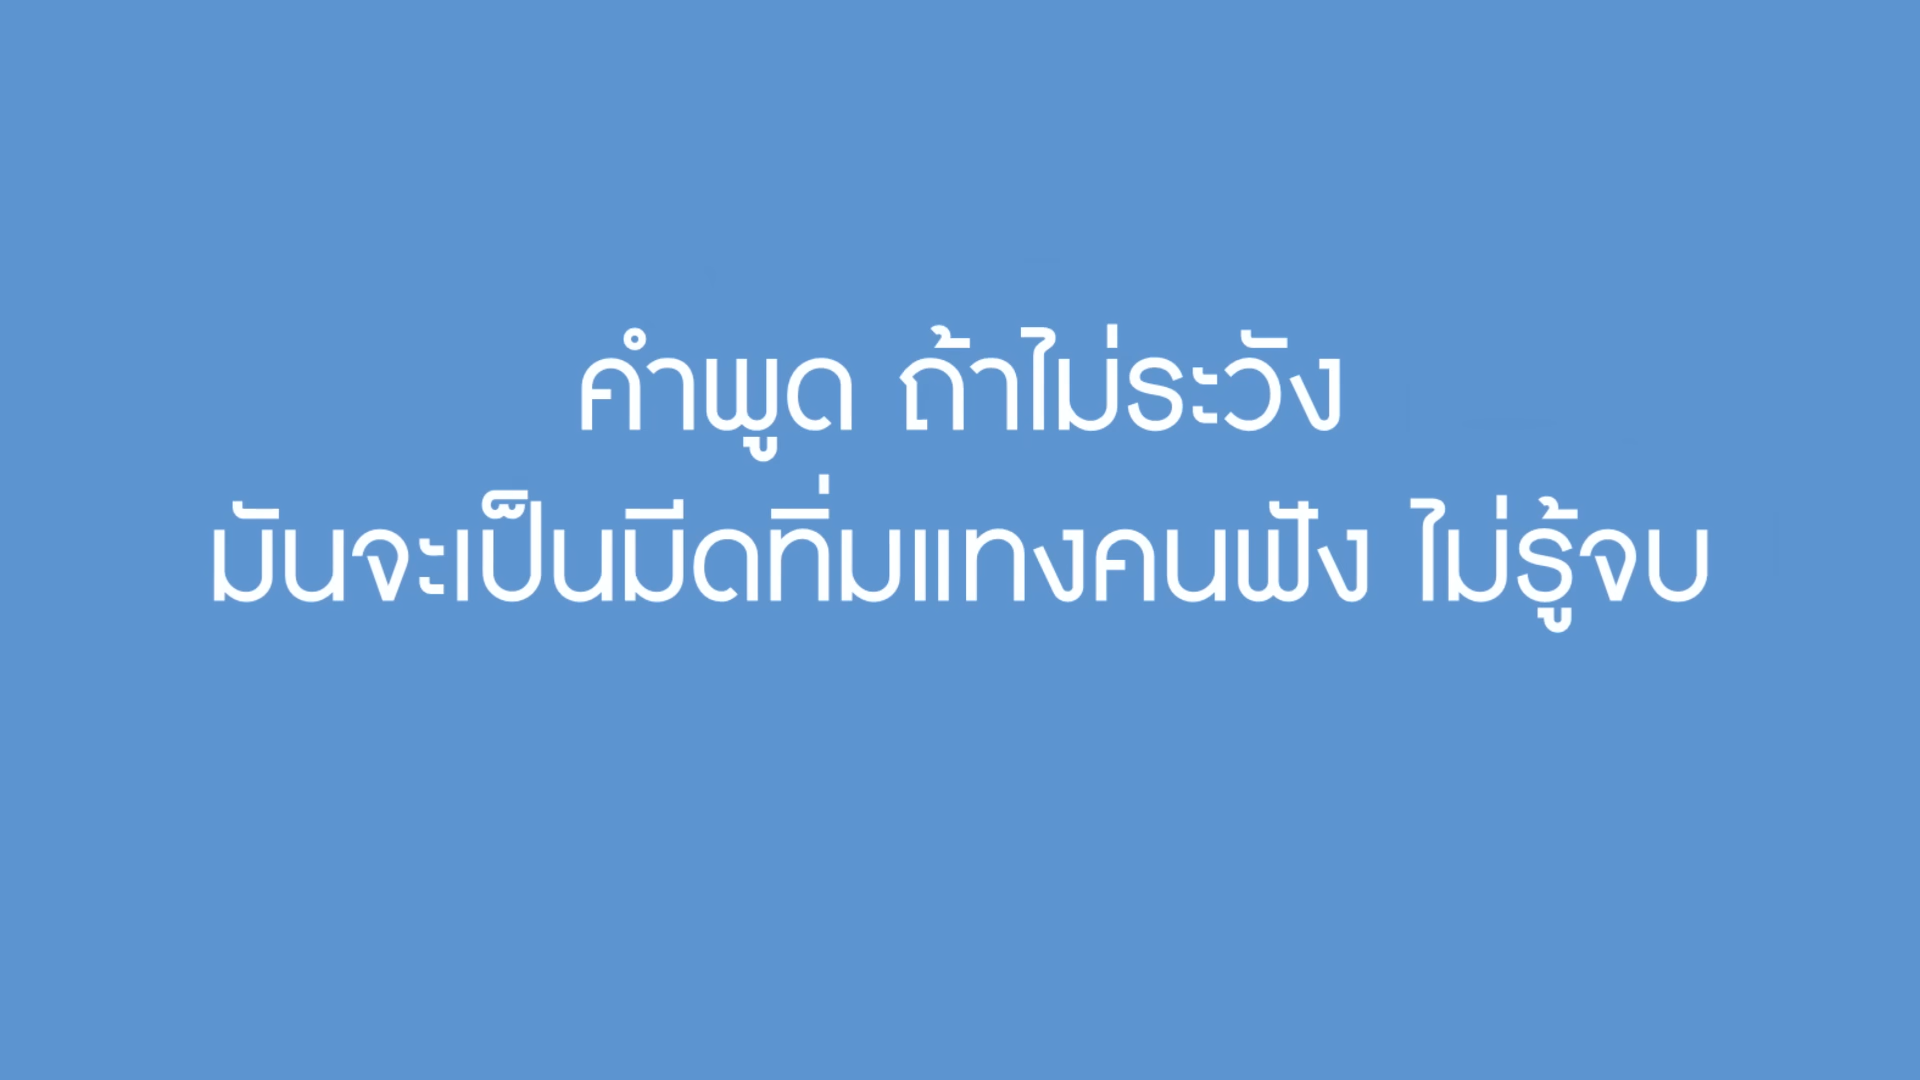 คำพูด ถ้าไม่ระวัง
มันจะเป็นมีดทิ่มแทงคนฟัง ไม่รู้จบ